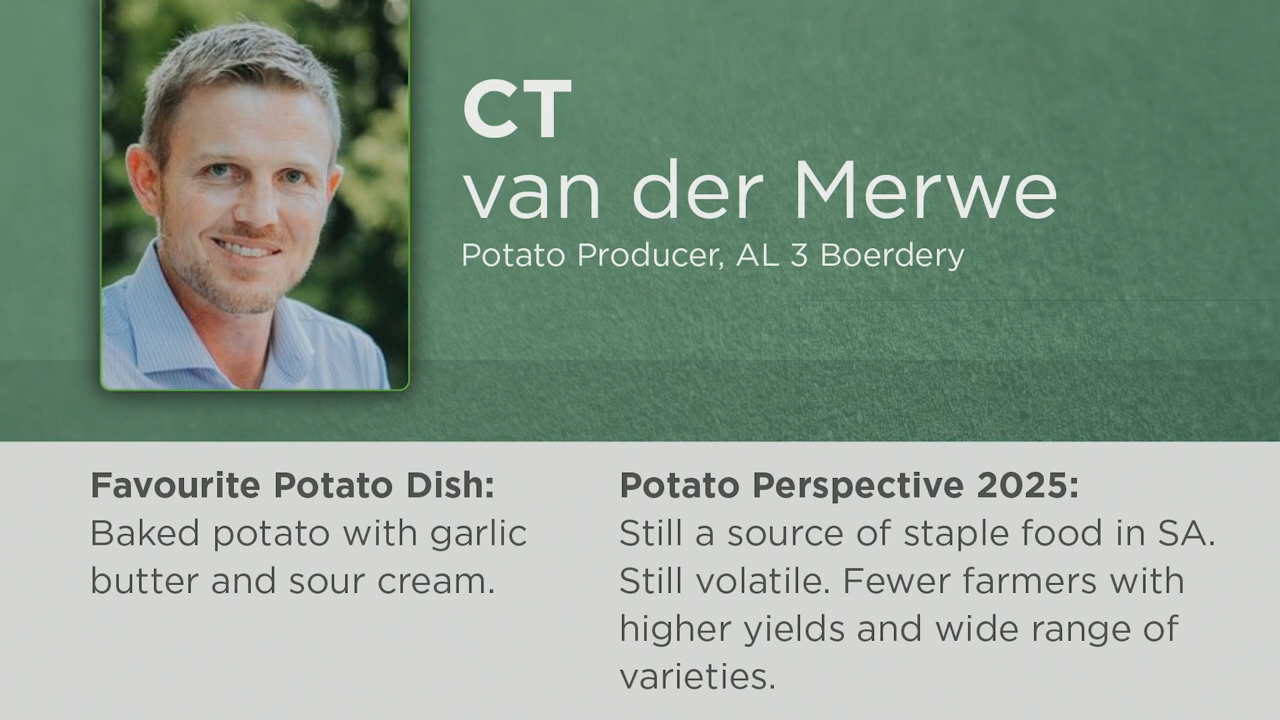 CT
van der Merwe
Potato Producer, AL 3 Boerdery
Favourite Potato Dish:
Baked potato with garlic
butter and sour cream.
Potato Perspective 2025:
Still a source of staple food in SA.
Still volatile. Fewer farmers with
higher yields and wide range of
varieties.